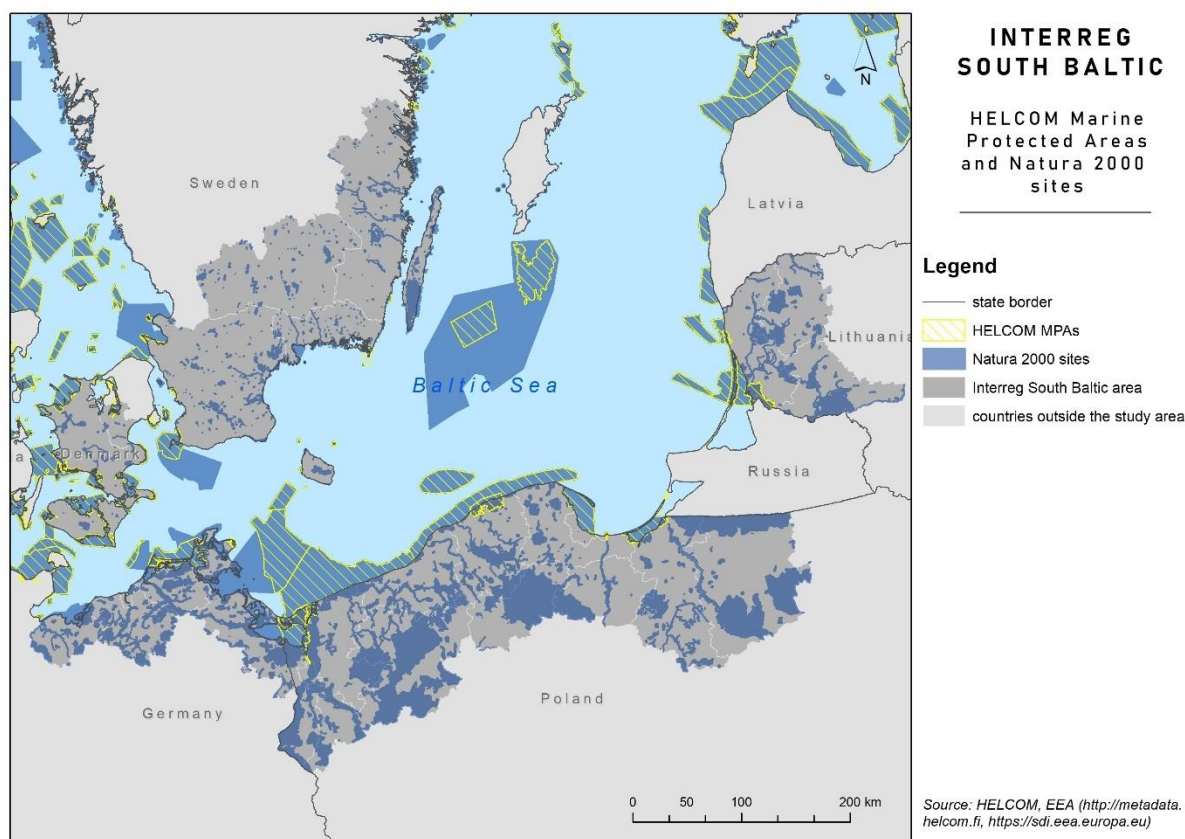 INTERREG
SOUTH BALTIC
HELCOM Marine
Protected Areas
and Natura 2000
sites
N
Sweden
Latvia
Lithuania
Baltic Sea
a
Denmark
Russia
Germany
Poland
0 50 100 200 km
Legend
state border
HELCOM MPAs
Natura 2000 sites
Interreg South Baltic area
countries outside the study area
Source: HELCOM, EEA (http://metadata.
helcom.fi, https://sdi.eea.europa.eu)